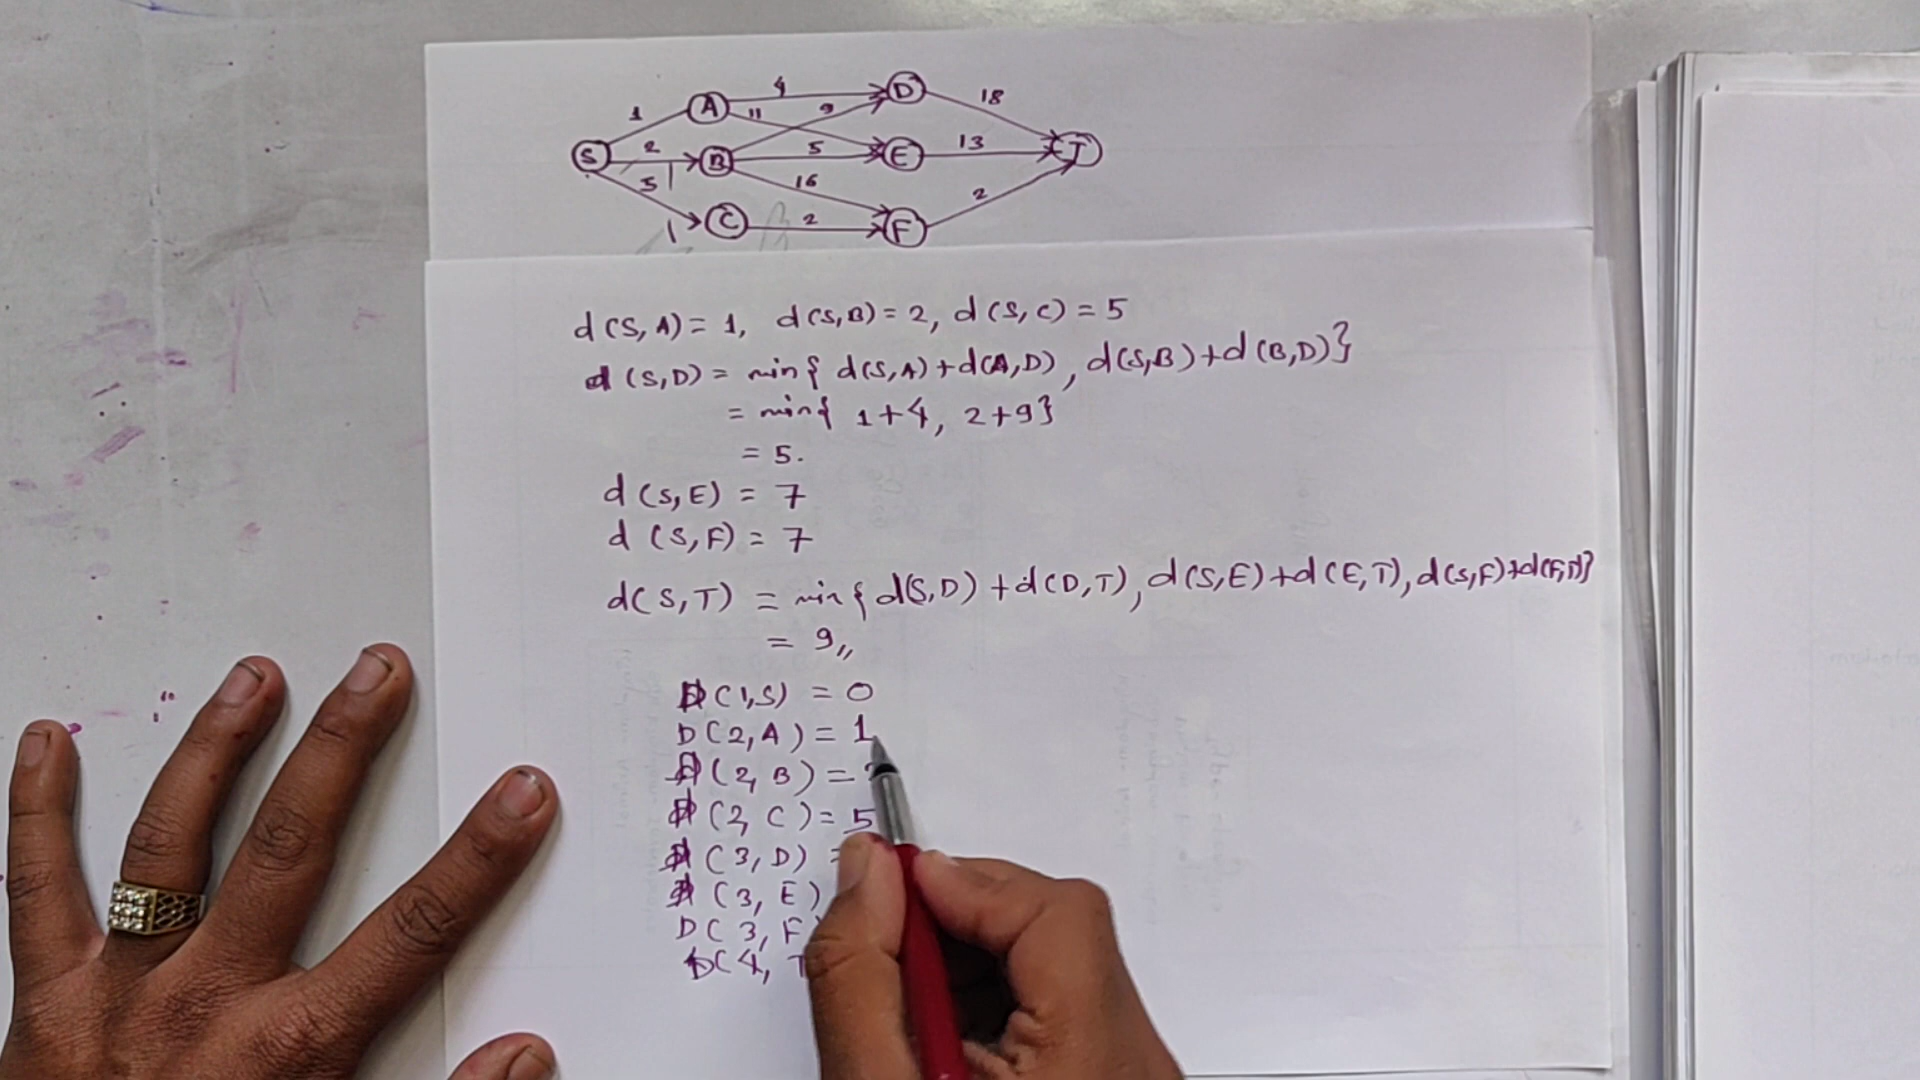 4 D 18
1 A 11 9
S 2 B 5 E 13 T
5 16 2
C 2 F
d(S,A) = 1, d(S,B) = 2, d(S,C) = 5
d(S,D) = min{ d(S,A)+d(A,D), d(S,B)+d(B,D)}
= min{ 1+4, 2+9}
= 5.
d(S,E) = 7
d(S,F) = 7
d(S,T) = min{ d(S,D) + d(D,T), d(S,E)+d(E,T), d(S,F)+d(F,T)}
= 9,,
D(1,S) = 0
D(2,A) = 1
D(2,B) =
D(2,C) = 5
D(3,D) =
D(3,E)
D(3,F
D(4,T